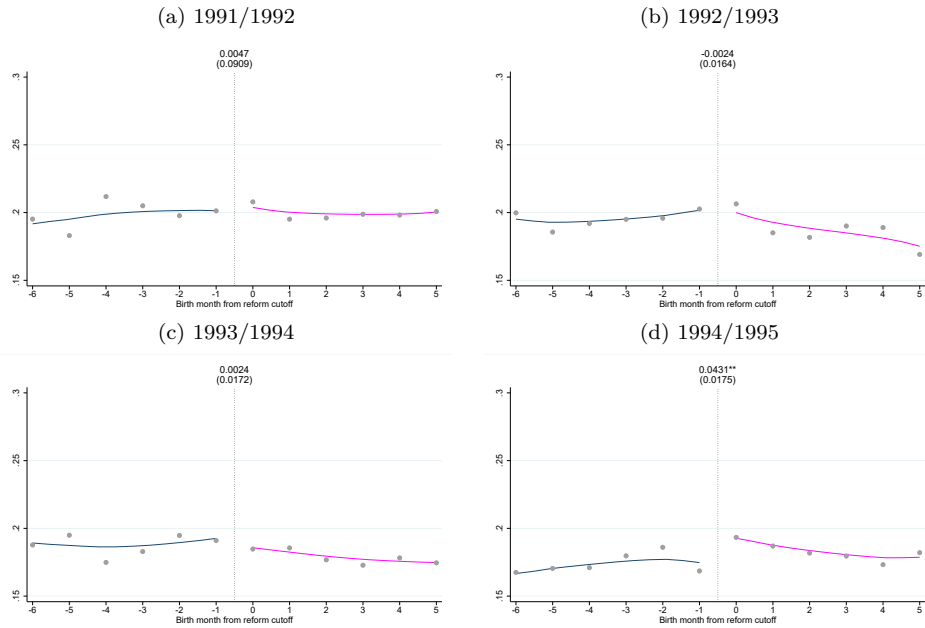 (a) 1991/1992
0.0047
(0.0909)
.3
.25
.2
.15
-6 -5 -4 -3 -2 -1 0 1 2 3 4 5
Birth month from reform cutoff
(b) 1992/1993
-0.0024
(0.0164)
.3
.25
.2
.15
-6 -5 -4 -3 -2 -1 0 1 2 3 4 5
Birth month from reform cutoff
(c) 1993/1994
0.0024
(0.0172)
.3
.25
.2
.15
-6 -5 -4 -3 -2 -1 0 1 2 3 4 5
Birth month from reform cutoff
(d) 1994/1995
0.0431**
(0.0175)
.3
.25
.2
.15
-6 -5 -4 -3 -2 -1 0 1 2 3 4 5
Birth month from reform cutoff